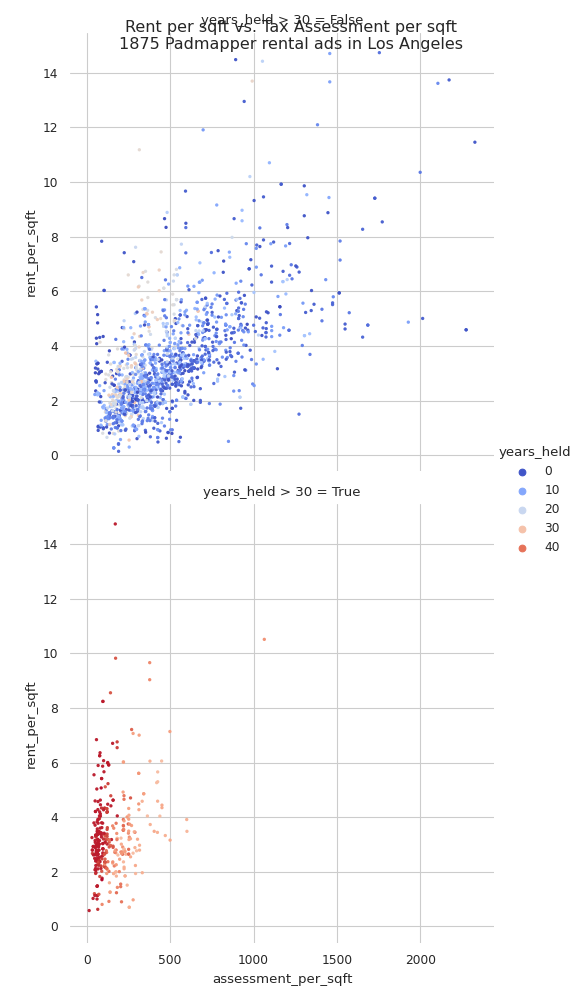 years_held > 30 = False
Rent per sqft vs. Tax Assessment per sqft
1875 Padmapper rental ads in Los Angeles
14
12
10
8
6
4
2
0
rent_per_sqft
years_held
0
10
20
30
40
years_held > 30 = True
14
12
10
8
6
4
2
0
rent_per_sqft
0 500 1000 1500 2000
assessment_per_sqft